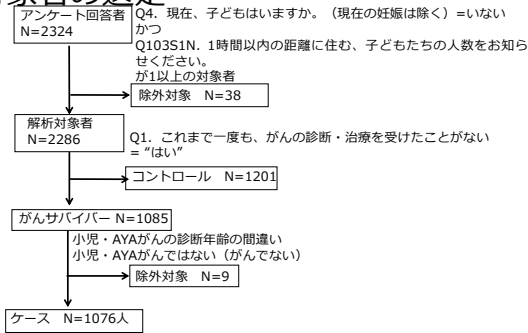 アンケート回答者
N=2324
Q4．現在、子どもはいますか。（現在の妊娠は除く）=いない
かつ
Q103S1N．1時間以内の距離に住む、子どもたちの人数をお知ら
せください。
が1以上の対象者
除外対象　N=38
解析対象者
N=2286
Q1．これまで一度も、がんの診断・治療を受けたことがない
= “はい”
コントロール　N=1201
がんサバイバー N=1085
小児・AYAがんの診断年齢の間違い
小児・AYAがんではない（がんでない）
除外対象　N=9
ケース　N=1076人